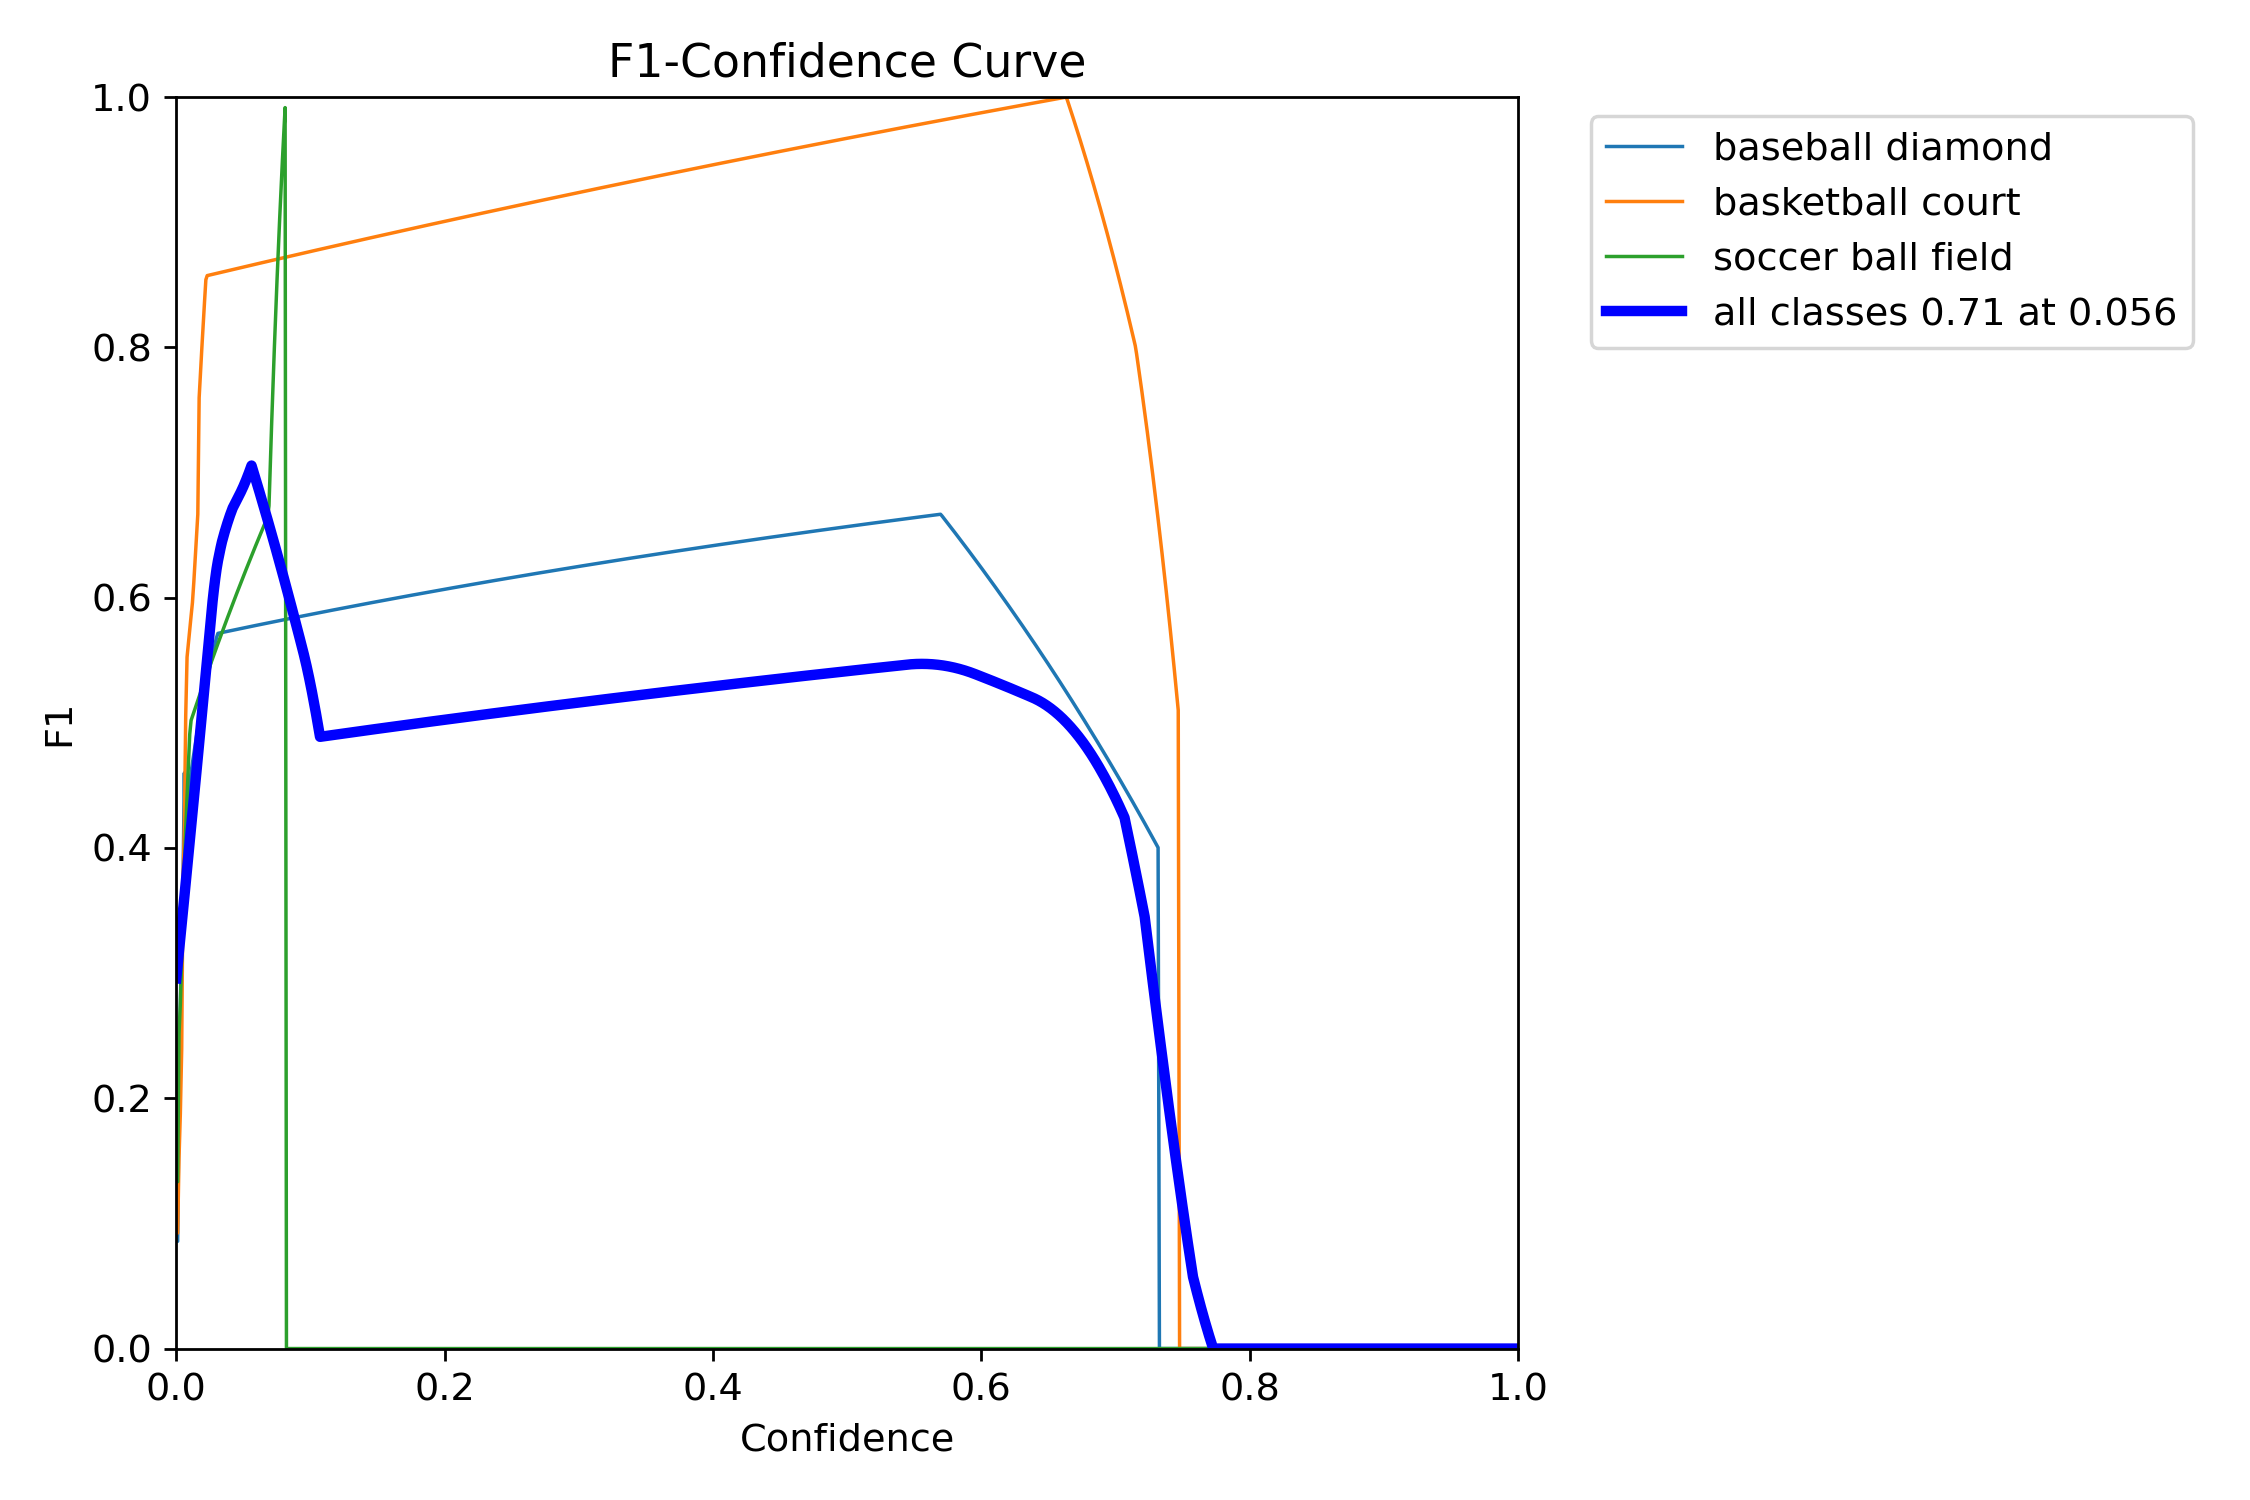 F1-Confidence Curve
1.0
0.8
0.6
0.4
0.2
0.0
F1
0.0 0.2 0.4 0.6 0.8 1.0
Confidence
baseball diamond
basketball court
soccer ball field
all classes 0.71 at 0.056